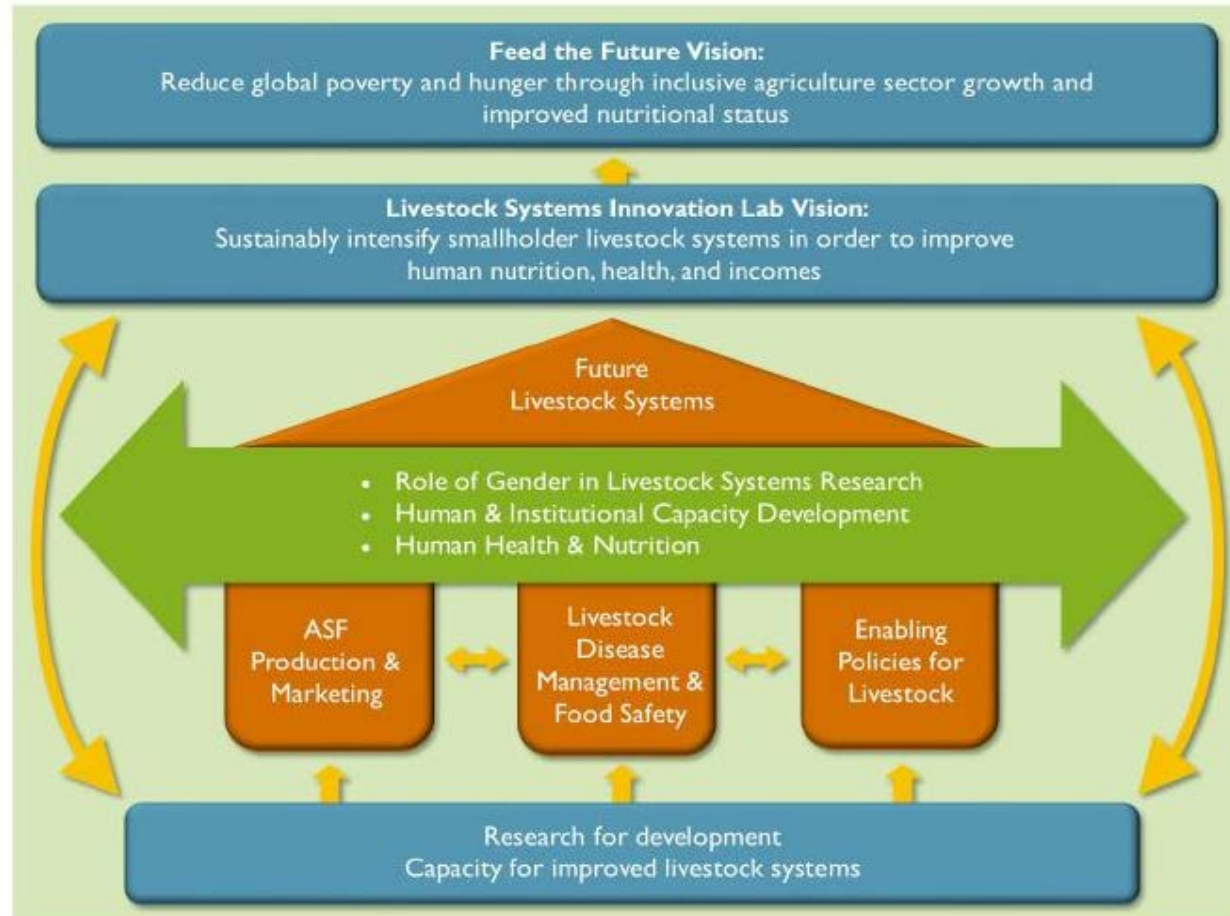 Feed the Future Vision:
Reduce global poverty and hunger through inclusive agriculture sector growth and
improved nutritional status
Livestock Systems Innovation Lab Vision:
Sustainably intensify smallholder livestock systems in order to improve
human nutrition, health, and incomes
Future
Livestock Systems
• Role of Gender in Livestock Systems Research
• Human & Institutional Capacity Development
• Human Health & Nutrition
ASF
Production &
Marketing
Livestock
Disease
Management &
Food Safety
Enabling
Policies for
Livestock
Research for development
Capacity for improved livestock systems